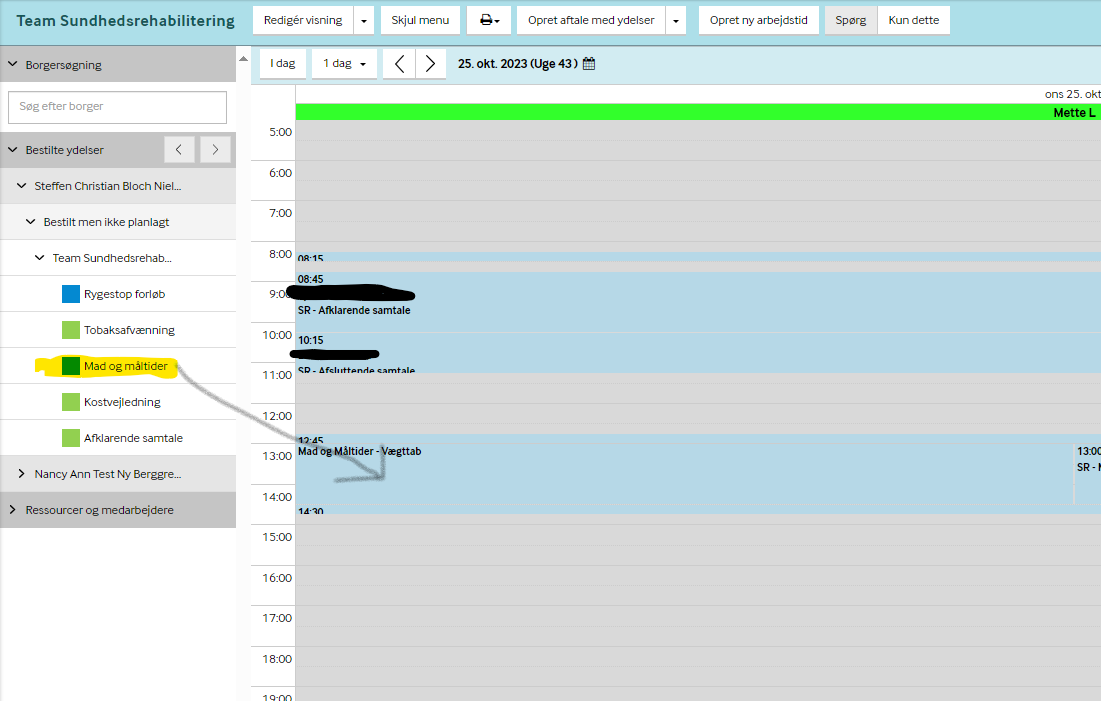 Team Sundhedsrehabilitering
Redigér visning
Skjul menu
Opret aftale med ydelser
Opret ny arbejdstid
Spørg
Kun dette
Borgersøgning
Søg efter borger
Bestilte ydelser
Steffen Christian Bloch Niel...
Bestilt men ikke planlagt
Team Sundhedsrehab...
Rygestop forløb
Tobaksafvænning
Mad og måltider
Kostvejledning
Afklarende samtale
Nancy Ann Test Ny Berggre...
Ressourcer og medarbejdere
I dag
1 dag
25. okt. 2023 (Uge 43)
ons 25. okt
Mette L
5:00
6:00
7:00
8:00
08:15
08:45
9:00
SR - Afklarende samtale
10:00
10:15
SR - Afsluttende samtale
11:00
12:00
12:45
Mad og Måltider - Vægttab
13:00
13:00
SR - M
14:00
14:30
15:00
16:00
17:00
18:00
19:00